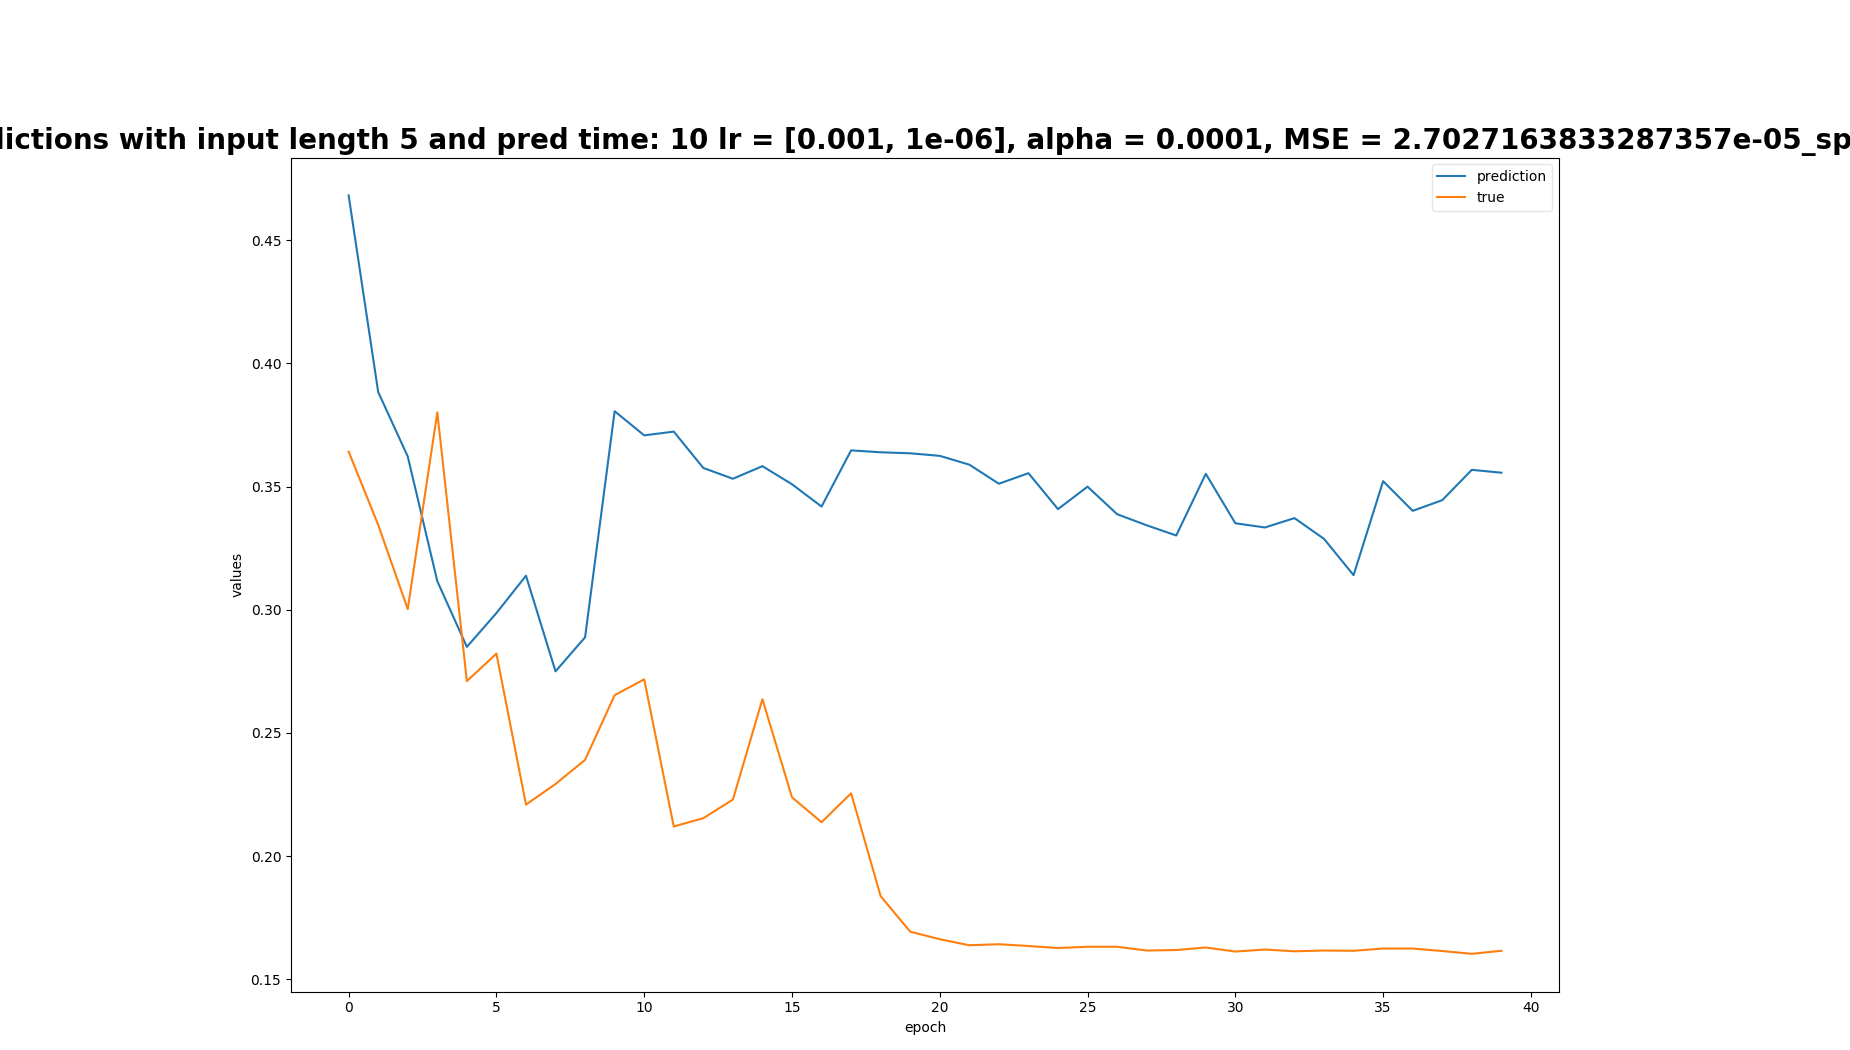 with input length 5 and pred time: 10 lr = [0.001, 1e-06], alpha = 0.0001, MSE = 2.7027163833287357e-05_sp
prediction
true
0.45
0.40
0.35
0.30
0.25
0.20
0.15
values
0 5 10 15 20 25 30 35 40
epoch